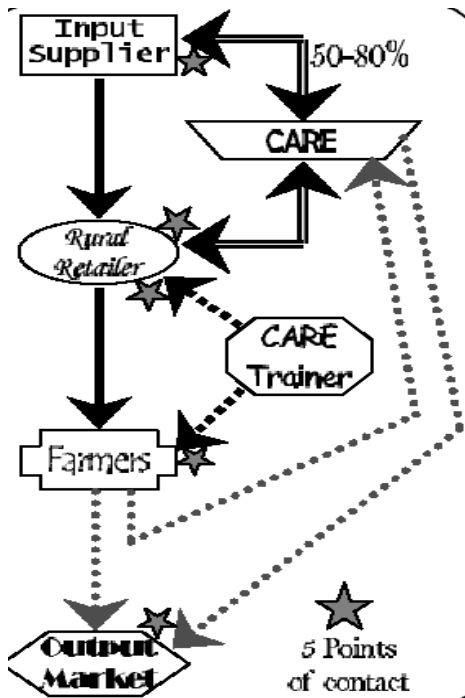 Input
Supplier
50-80%
CARE
Rural
Retailer
CARE
Trainer
Farmers
Output
Market
5 Points
of contact